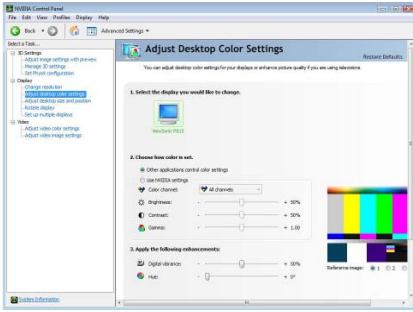 NVIDIA Control Panel
File Edit View Profiles Display Help
Back
Advanced Settings
Select a Task...
3D Settings
Adjust image settings with preview
Manage 3D settings
Set PhysX configuration
Display
Change resolution
Adjust desktop color settings
Adjust desktop size and position
Rotate display
Set up multiple displays
Video
Adjust video color settings
Adjust video image settings
System Information
Adjust Desktop Color Settings
Restore Defaults
You can adjust desktop color settings for your displays or enhance picture quality if you are using television.
1. Select the display you would like to change.
ViewSonic
2. Choose how color is set.
Other applications control color settings
Use NVIDIA settings
Color channel: All channels
Brightness: - + 50%
Contrast: - + 50%
Gamma: - + 1.00
3. Apply the following enhancements:
Digital vibrance: - + 50%
Hue: - + 0°
Reference image: 1 2